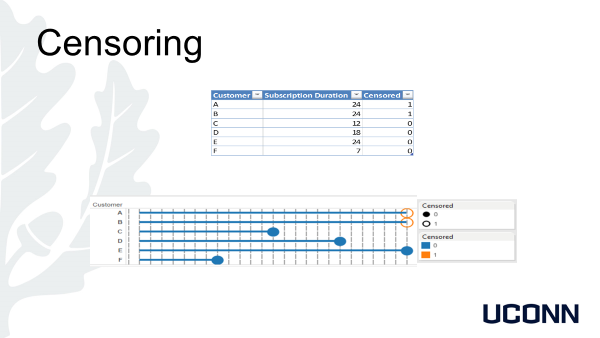 Censoring
Customer Subscription Duration Censored
A 24 1
B 24 1
C 12 0
D 18 0
E 24 0
F 7 0
Customer
A
B
C
D
E
F
Censored
0
1
Censored
0
1
UCONN